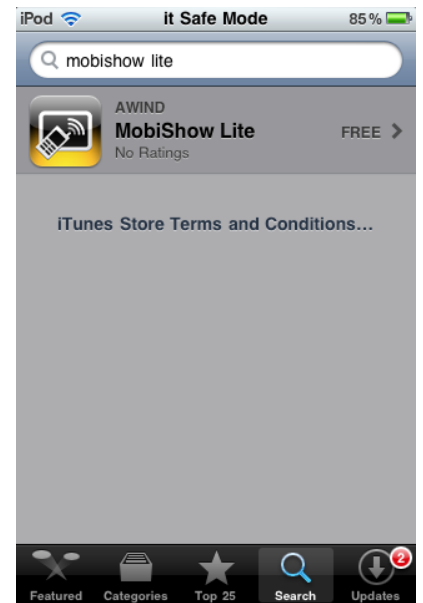 iPod it Safe Mode 85%
mobishow lite
AWIND
MobiShow Lite FREE
No Ratings
iTunes Store Terms and Conditions...
2
Featured Categories Top 25 Search Updates